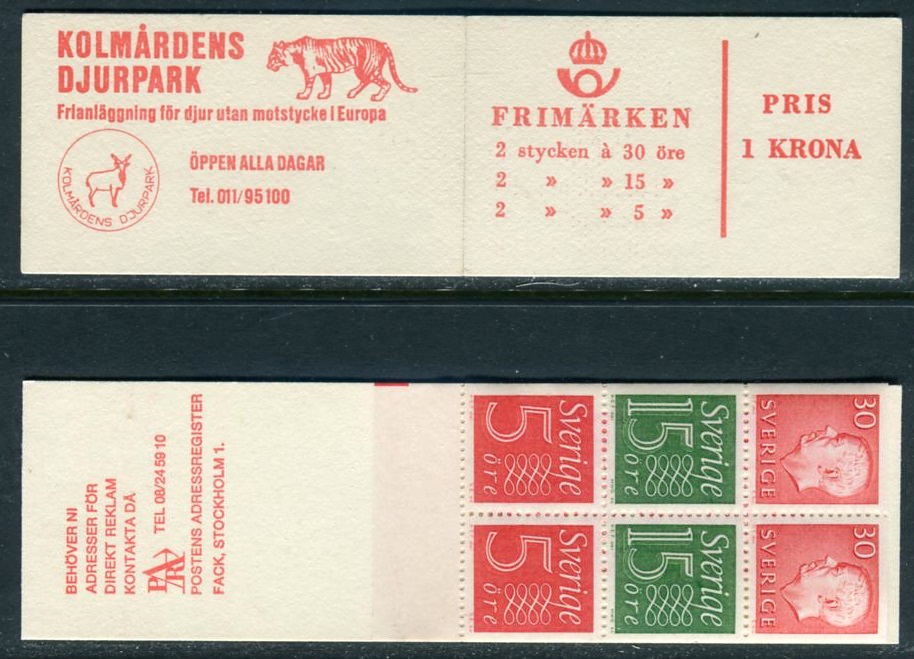 KOLMÅRDENS
DJURPARK
Frianläggning för djur utan motstycke i Europa
KOLMÅRDENS DJURPARK
ÖPPEN ALLA DAGAR
Tel. 011/95100
FRIMÄRKEN
2 stycken à 30 öre
2 » » 15 »
2 » » 5 »
PRIS
1 KRONA
BEHÖVER NI
ADRESSER FÖR
DIREKT REKLAM
KONTAKTA DÅ
PAR TEL 08/245910
POSTENS ADRESSREGISTER
FACK, STOCKHOLM 1.
Sverige
5
öre
Sverige
15
öre
30
SVERIGE
Sverige
5
öre
Sverige
15
öre
30
SVERIGE